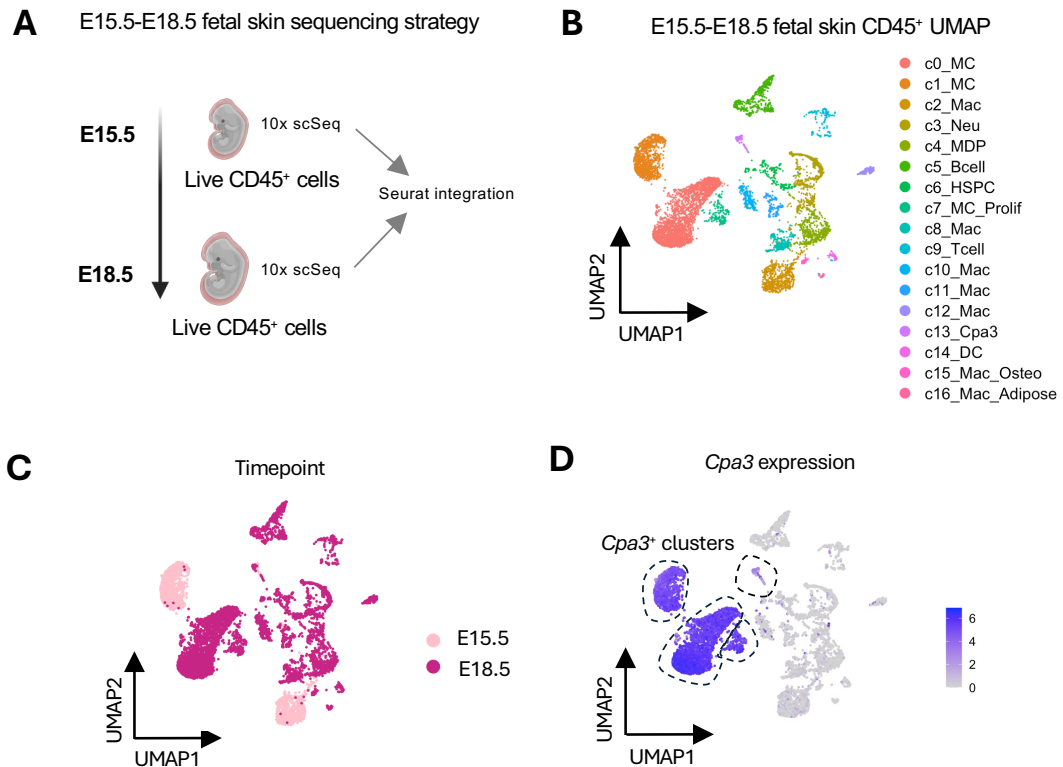 A
E15.5-E18.5 fetal skin sequencing strategy
E15.5
10x scSeq
Live CD45⁺ cells
Seurat integration
E18.5
10x scSeq
Live CD45⁺ cells
B
E15.5-E18.5 fetal skin CD45⁺ UMAP
c0_MC
c1_MC
c2_Mac
c3_Neu
c4_MDP
c5_Bcell
c6_HSPC
c7_MC_Prolif
c8_Mac
c9_Tcell
c10_Mac
c11_Mac
c12_Mac
c13_Cpa3
c14_DC
c15_Mac_Osteo
c16_Mac_Adipose
UMAP2
UMAP1
C
Timepoint
E15.5
E18.5
UMAP2
UMAP1
D
Cpa3 expression
Cpa3⁺ clusters
6
4
2
0
UMAP2
UMAP1